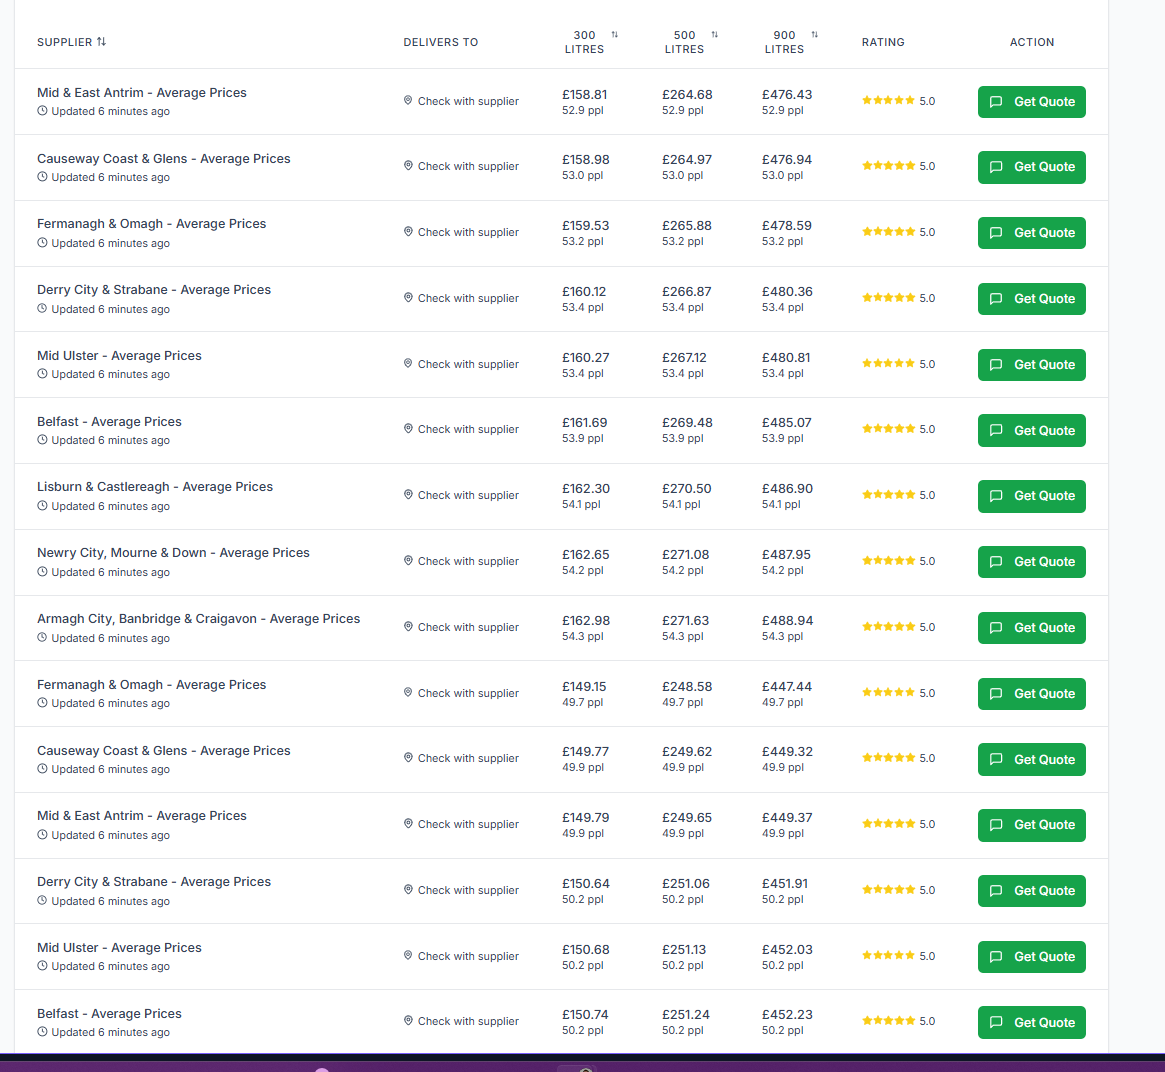 SUPPLIER DELIVERS TO 300 LITRES 500 LITRES 900 LITRES RATING ACTION
Mid & East Antrim - Average Prices
Updated 6 minutes ago
Check with supplier
£158.81 £264.68 £476.43
52.9 ppl 52.9 ppl 52.9 ppl
5.0
Get Quote
Causeway Coast & Glens - Average Prices
Updated 6 minutes ago
Check with supplier
£158.98 £264.97 £476.94
53.0 ppl 53.0 ppl 53.0 ppl
5.0
Get Quote
Fermanagh & Omagh - Average Prices
Updated 6 minutes ago
Check with supplier
£159.53 £265.88 £478.59
53.2 ppl 53.2 ppl 53.2 ppl
5.0
Get Quote
Derry City & Strabane - Average Prices
Updated 6 minutes ago
Check with supplier
£160.12 £266.87 £480.36
53.4 ppl 53.4 ppl 53.4 ppl
5.0
Get Quote
Mid Ulster - Average Prices
Updated 6 minutes ago
Check with supplier
£160.27 £267.12 £480.81
53.4 ppl 53.4 ppl 53.4 ppl
5.0
Get Quote
Belfast - Average Prices
Updated 6 minutes ago
Check with supplier
£161.69 £269.48 £485.07
53.9 ppl 53.9 ppl 53.9 ppl
5.0
Get Quote
Lisburn & Castlereagh - Average Prices
Updated 6 minutes ago
Check with supplier
£162.30 £270.50 £486.90
54.1 ppl 54.1 ppl 54.1 ppl
5.0
Get Quote
Newry City, Mourne & Down - Average Prices
Updated 6 minutes ago
Check with supplier
£162.65 £271.08 £487.95
54.2 ppl 54.2 ppl 54.2 ppl
5.0
Get Quote
Armagh City, Banbridge & Craigavon - Average Prices
Updated 6 minutes ago
Check with supplier
£162.98 £271.63 £488.94
54.3 ppl 54.3 ppl 54.3 ppl
5.0
Get Quote
Fermanagh & Omagh - Average Prices
Updated 6 minutes ago
Check with supplier
£149.15 £248.58 £447.44
49.7 ppl 49.7 ppl 49.7 ppl
5.0
Get Quote
Causeway Coast & Glens - Average Prices
Updated 6 minutes ago
Check with supplier
£149.77 £249.62 £449.32
49.9 ppl 49.9 ppl 49.9 ppl
5.0
Get Quote
Mid & East Antrim - Average Prices
Updated 6 minutes ago
Check with supplier
£149.79 £249.65 £449.37
49.9 ppl 49.9 ppl 49.9 ppl
5.0
Get Quote
Derry City & Strabane - Average Prices
Updated 6 minutes ago
Check with supplier
£150.64 £251.06 £451.91
50.2 ppl 50.2 ppl 50.2 ppl
5.0
Get Quote
Mid Ulster - Average Prices
Updated 6 minutes ago
Check with supplier
£150.68 £251.13 £452.03
50.2 ppl 50.2 ppl 50.2 ppl
5.0
Get Quote
Belfast - Average Prices
Updated 6 minutes ago
Check with supplier
£150.74 £251.24 £452.23
50.2 ppl 50.2 ppl 50.2 ppl
5.0
Get Quote